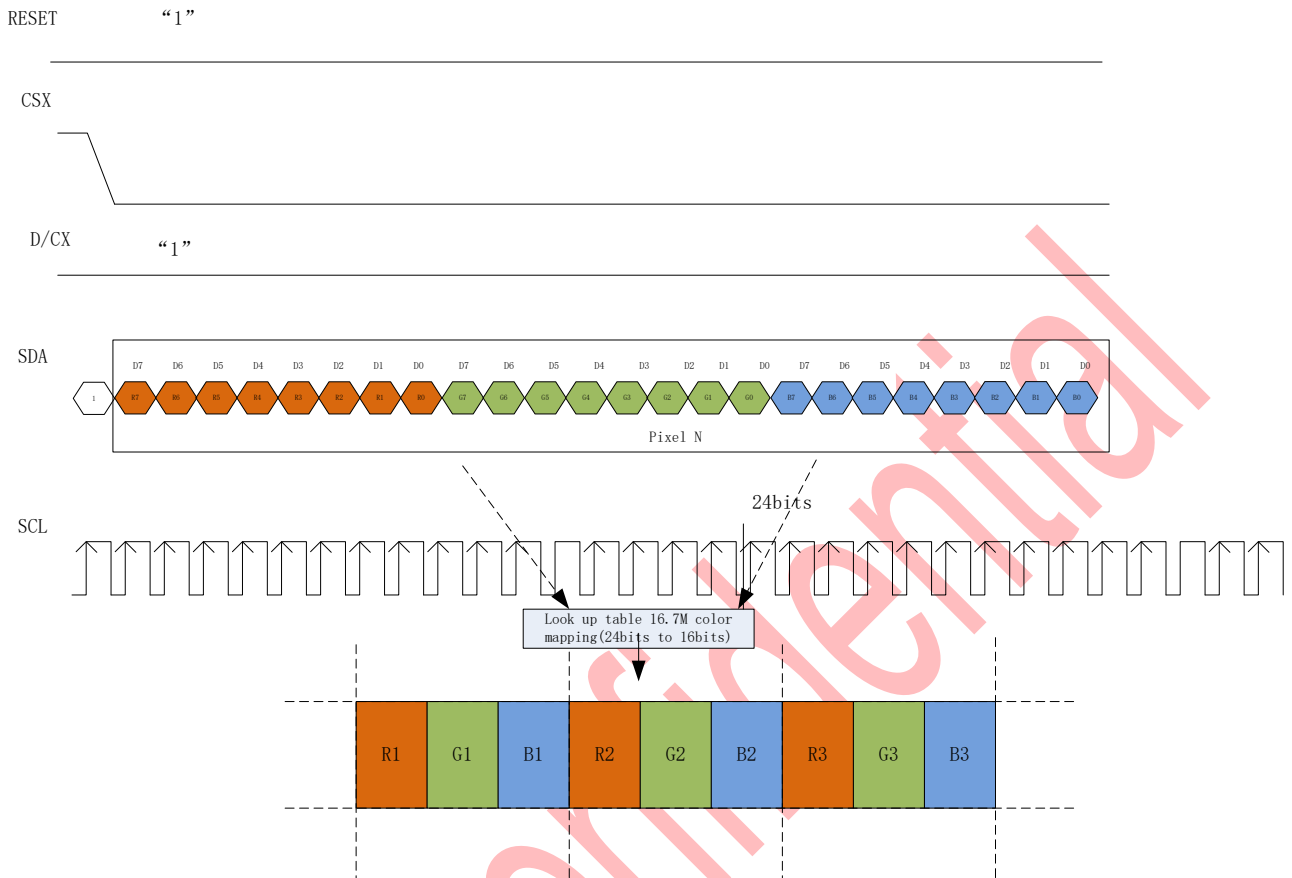 RESET “1”
CSX
D/CX “1”
SDA
D7 D6 D5 D4 D3 D2 D1 D0 D7 D6 D5 D4 D3 D2 D1 D0 D7 D6 D5 D4 D3 D2 D1 D0
1 R7 R6 R5 R4 R3 R2 R1 R0 G7 G6 G5 G4 G3 G2 G1 G0 B7 B6 B5 B4 B3 B2 B1 B0
Pixel N
24bits
SCL
Look up table 16.7M color
mapping(24bits to 16bits)
R1 G1 B1 R2 G2 B2 R3 G3 B3
onfidential